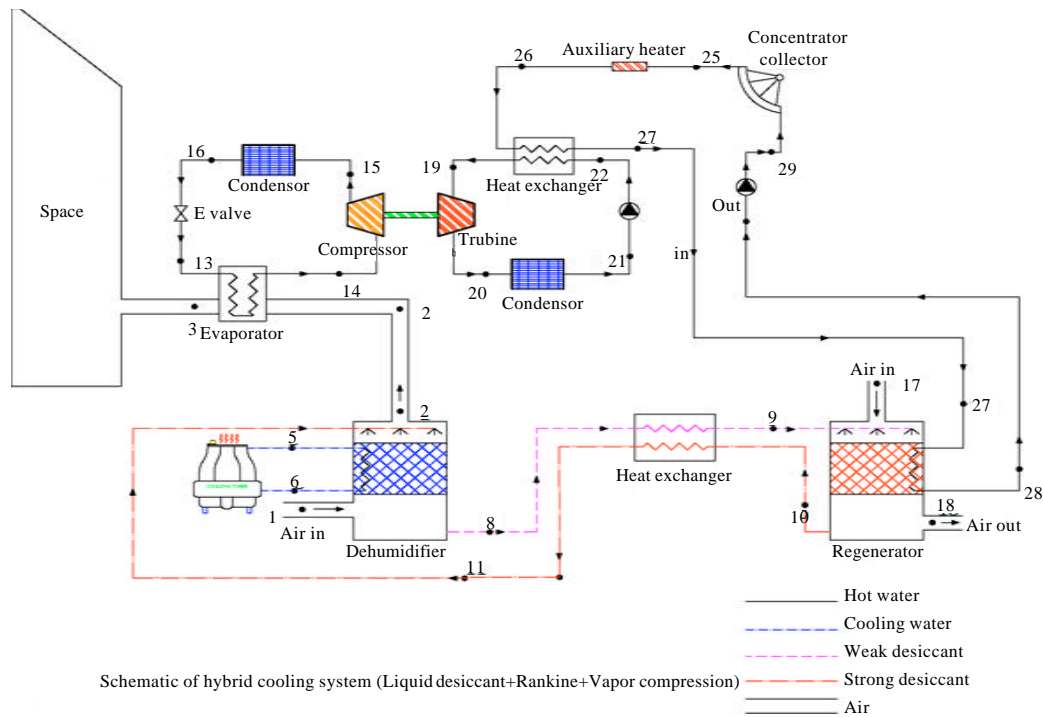 Concentrator
collector
Auxiliary heater
26
25
29
Out
16
Condensor
15
19
22
27
Heat exchanger
Space
E valve
Compressor
Trubine
13
14
20
21
Condensor
in
3
Evaporator
2
2
Air in
17
27
5
6
COOLING TOWER
1
Air in
Dehumidifier
8
9
Heat exchanger
10
18
28
Air out
Regenerator
11
Hot water
Cooling water
Weak desiccant
Strong desiccant
Air
Schematic of hybrid cooling system (Liquid desiccant+Rankine+Vapor compression)